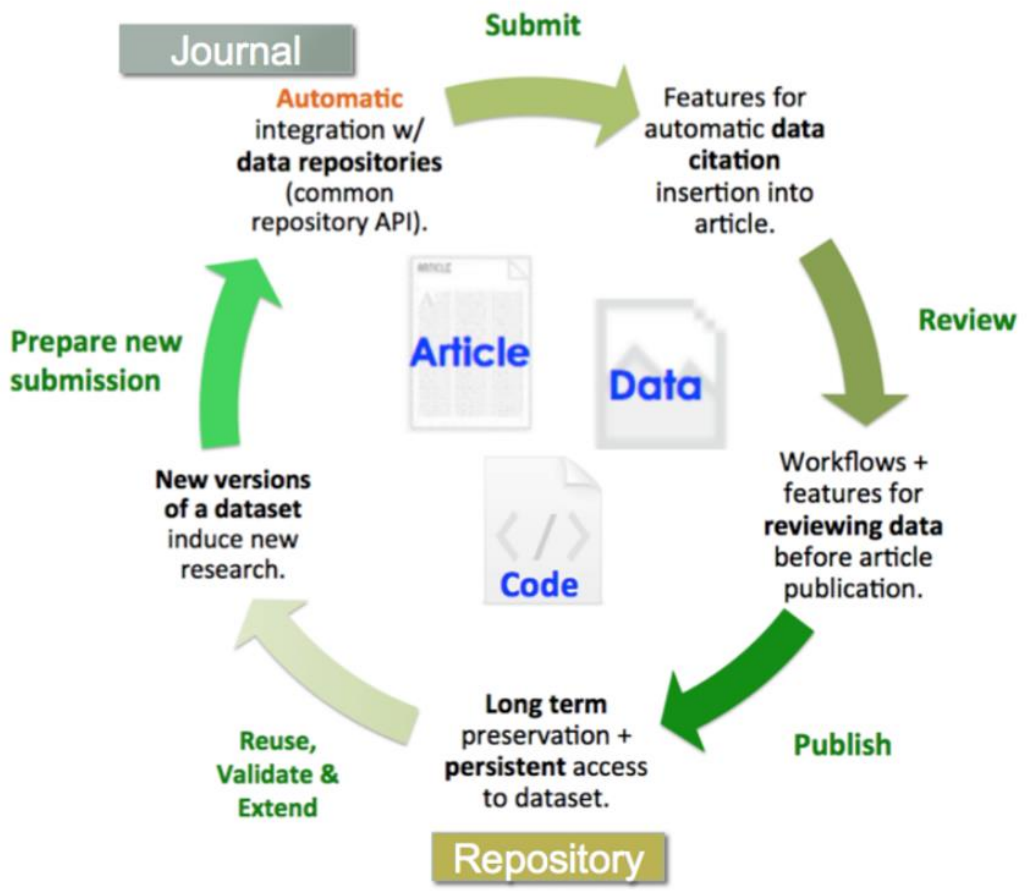 Journal
Submit
Automatic
integration w/
data repositories
(common
repository API).
Features for
automatic data
citation
insertion into
article.
Review
Workflows +
features for
reviewing data
before article
publication.
Publish
Long term
preservation +
persistent access
to dataset.
Repository
Reuse,
Validate &
Extend
New versions
of a dataset
induce new
research.
Prepare new
submission
ARTICLE
A
Article
Data
</>
Code